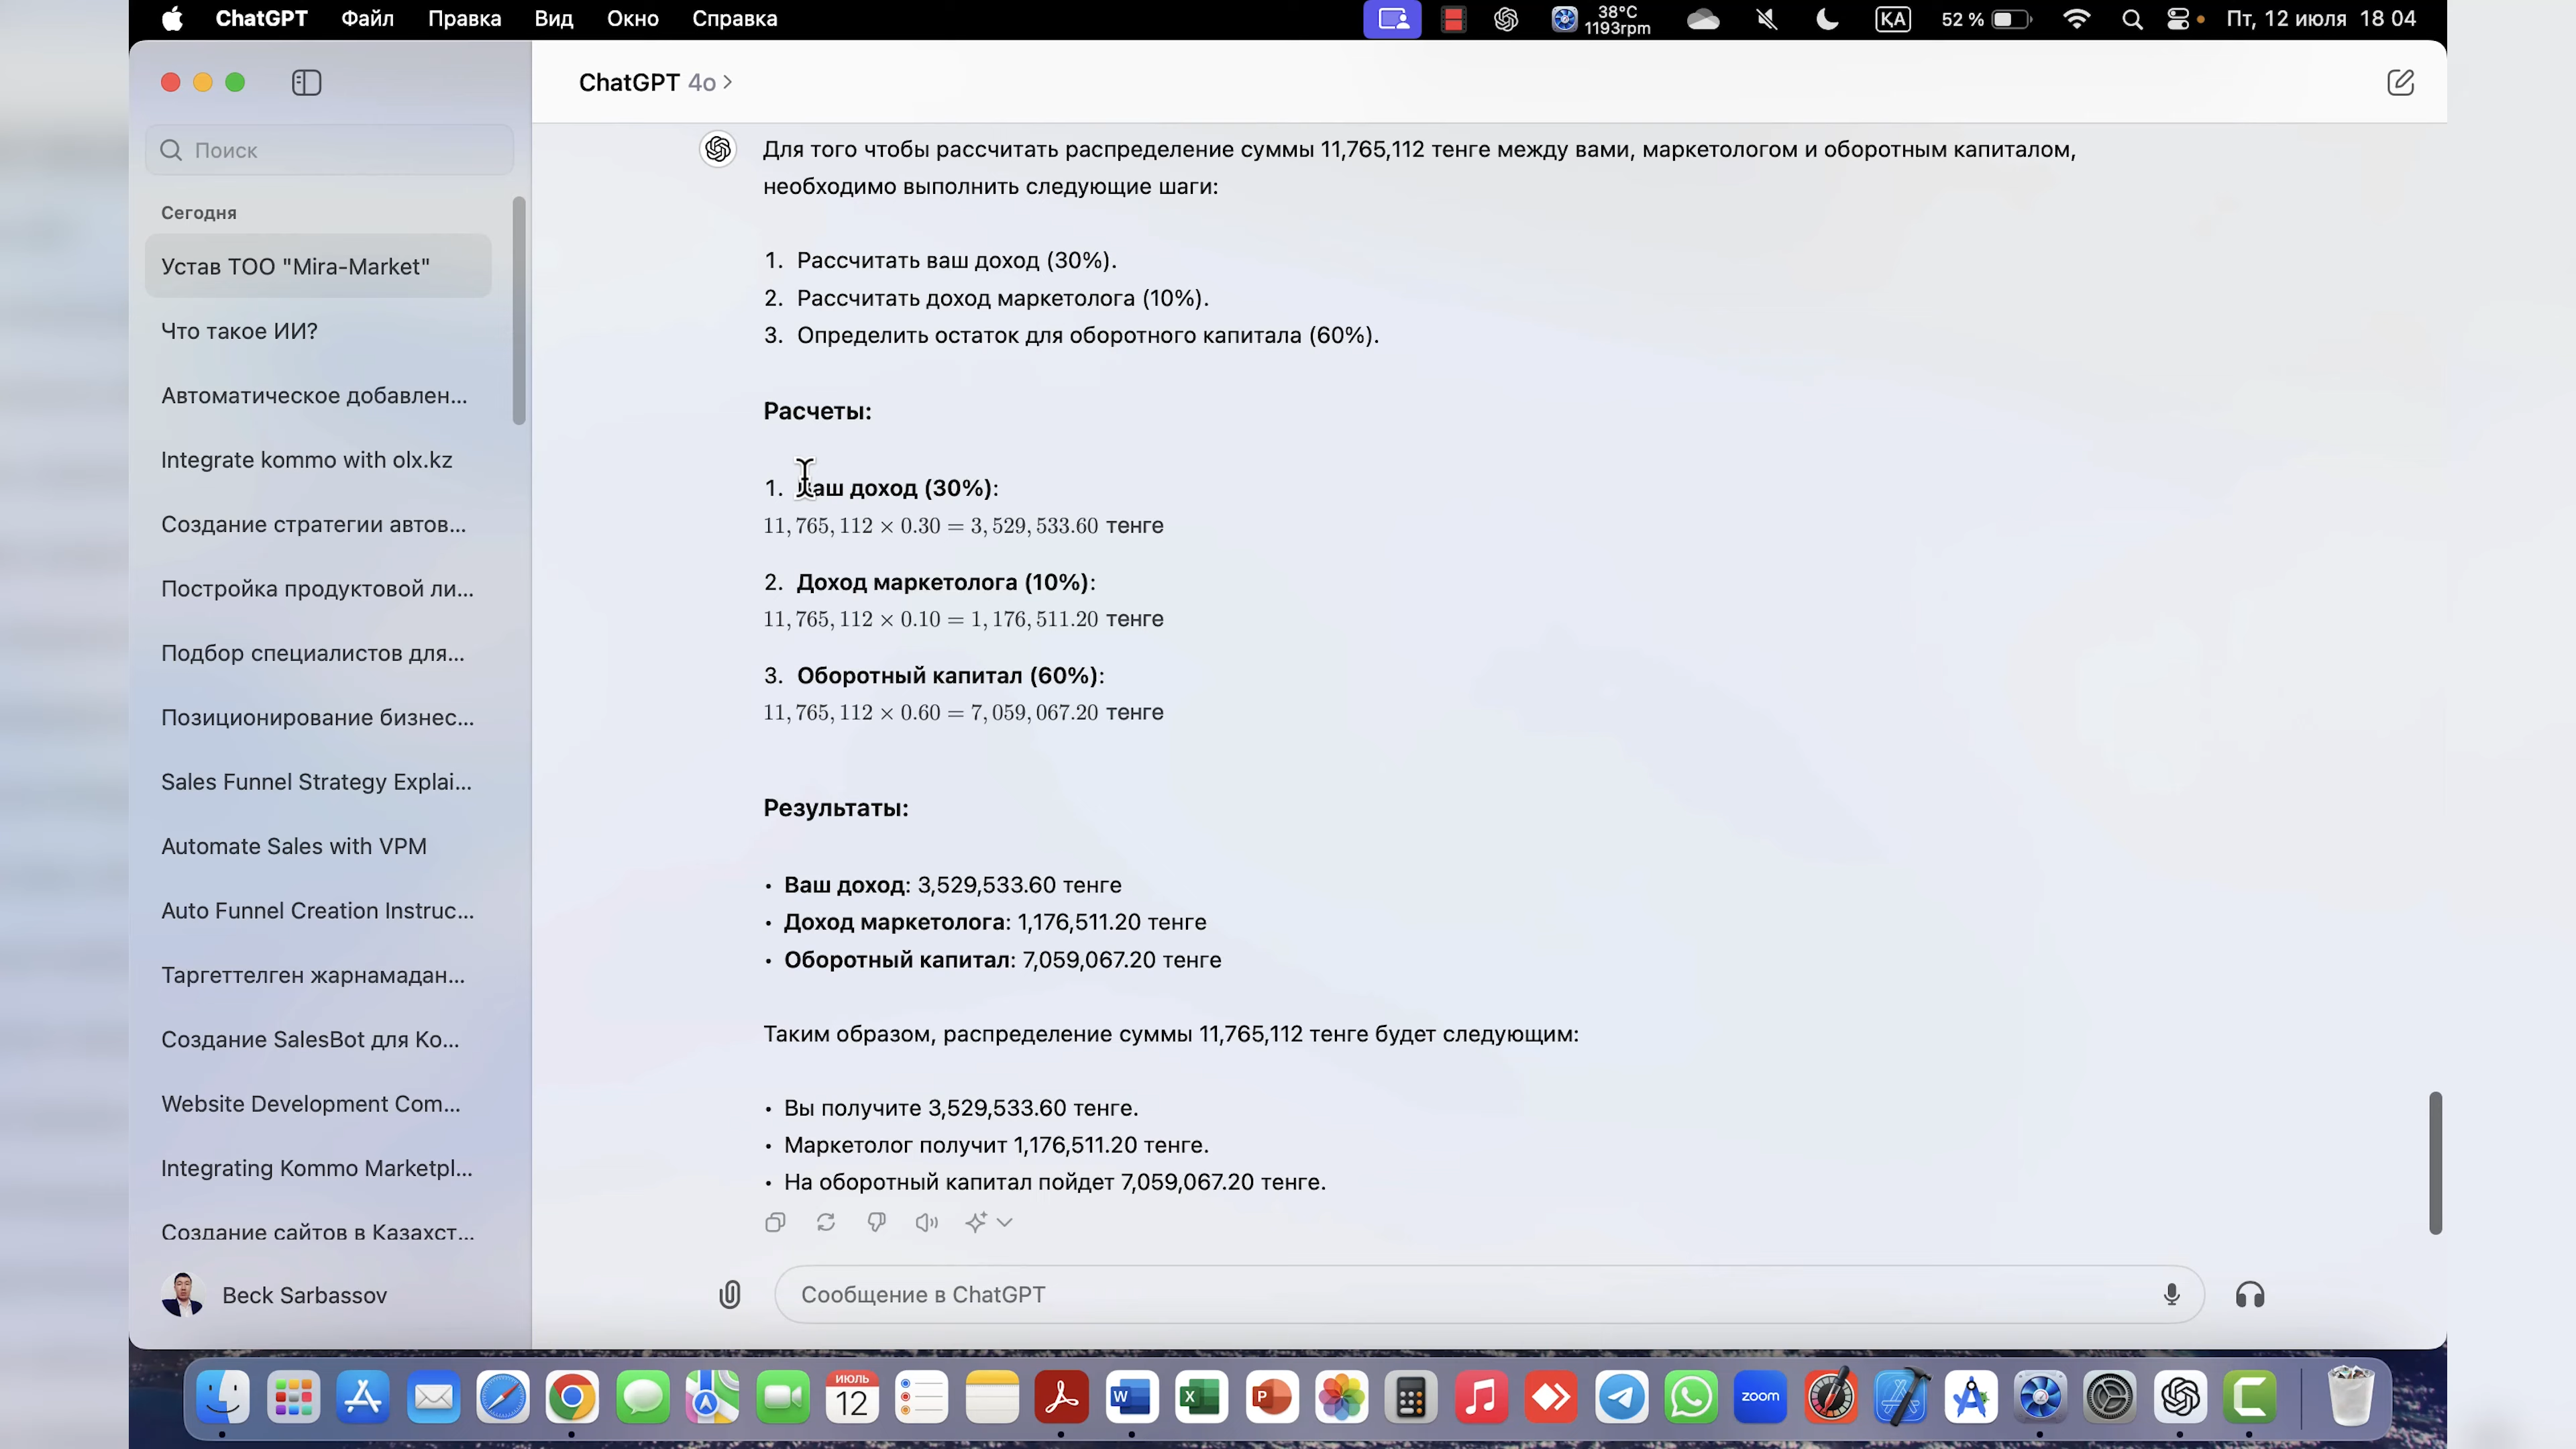 ChatGPT Файл Правка Вид Окно Справка
38°C
1193rpm
KA 52 % Пт, 12 июля 18 04
ChatGPT 4o >
Поиск
Сегодня
Устав ТОО "Mira-Market"
Что такое ИИ?
Автоматическое добавлен...
Integrate kommo with olx.kz
Создание стратегии автов...
Постройка продуктовой ли...
Подбор специалистов для...
Позиционирование бизнес...
Sales Funnel Strategy Explai...
Automate Sales with VPM
Auto Funnel Creation Instruc...
Таргеттелген жарнамадан...
Создание SalesBot для Ko...
Website Development Com...
Integrating Kommo Marketpl...
Создание сайтов в Казахст...
Beck Sarbassov
Для того чтобы рассчитать распределение суммы 11,765,112 тенге между вами, маркетологом и оборотным капиталом,
необходимо выполнить следующие шаги:
1. Рассчитать ваш доход (30%).
2. Рассчитать доход маркетолога (10%).
3. Определить остаток для оборотного капитала (60%).
Расчеты:
1. Ваш доход (30%):
11, 765, 112 × 0.30 = 3, 529, 533.60 тенге
2. Доход маркетолога (10%):
11, 765, 112 × 0.10 = 1, 176, 511.20 тенге
3. Оборотный капитал (60%):
11, 765, 112 × 0.60 = 7, 059, 067.20 тенге
Результаты:
• Ваш доход: 3,529,533.60 тенге
• Доход маркетолога: 1,176,511.20 тенге
• Оборотный капитал: 7,059,067.20 тенге
Таким образом, распределение суммы 11,765,112 тенге будет следующим:
• Вы получите 3,529,533.60 тенге.
• Маркетолог получит 1,176,511.20 тенге.
• На оборотный капитал пойдет 7,059,067.20 тенге.
Сообщение в ChatGPT
ИЮЛЬ
12
W
X
P
zoom
C